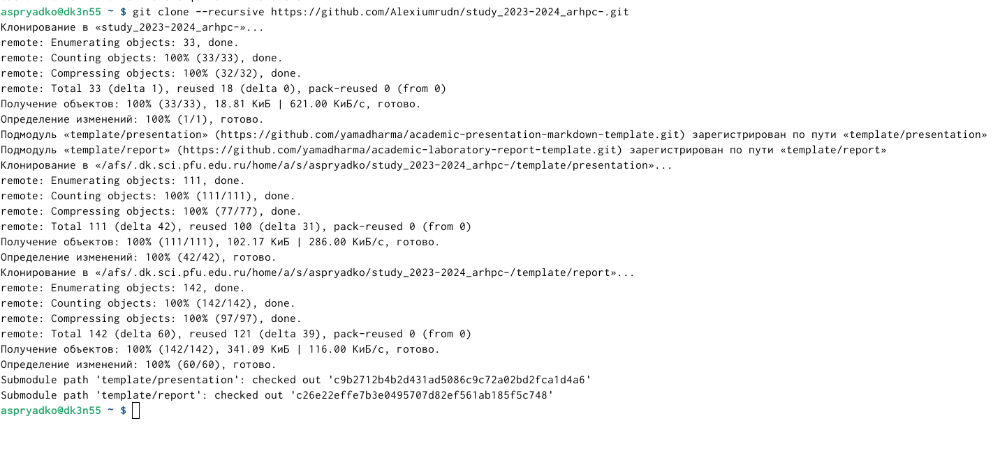 aspryadko@dk3n55 ~ $ git clone --recursive https://github.com/Alexiumrudn/study_2023-2024_arhpc-.git
Клонирование в «study_2023-2024_arhpc-»...
remote: Enumerating objects: 33, done.
remote: Counting objects: 100% (33/33), done.
remote: Compressing objects: 100% (32/32), done.
remote: Total 33 (delta 1), reused 18 (delta 0), pack-reused 0 (from 0)
Получение объектов: 100% (33/33), 18.81 КиБ | 621.00 КиБ/с, готово.
Определение изменений: 100% (1/1), готово.
Подмодуль «template/presentation» (https://github.com/yamadharma/academic-presentation-markdown-template.git) зарегистрирован по пути «template/presentation»
Подмодуль «template/report» (https://github.com/yamadharma/academic-laboratory-report-template.git) зарегистрирован по пути «template/report»
Клонирование в «/afs/.dk.sci.pfu.edu.ru/home/a/s/aspryadko/study_2023-2024_arhpc-/template/presentation»...
remote: Enumerating objects: 111, done.
remote: Counting objects: 100% (111/111), done.
remote: Compressing objects: 100% (77/77), done.
remote: Total 111 (delta 42), reused 100 (delta 31), pack-reused 0 (from 0)
Получение объектов: 100% (111/111), 102.17 КиБ | 286.00 КиБ/с, готово.
Определение изменений: 100% (42/42), готово.
Клонирование в «/afs/.dk.sci.pfu.edu.ru/home/a/s/aspryadko/study_2023-2024_arhpc-/template/report»...
remote: Enumerating objects: 142, done.
remote: Counting objects: 100% (142/142), done.
remote: Compressing objects: 100% (97/97), done.
remote: Total 142 (delta 60), reused 121 (delta 39), pack-reused 0 (from 0)
Получение объектов: 100% (142/142), 341.09 КиБ | 116.00 КиБ/с, готово.
Определение изменений: 100% (60/60), готово.
Submodule path 'template/presentation': checked out 'c9b2712b4b2d431ad5086c9c72a02bd2fca1d4a6'
Submodule path 'template/report': checked out 'c26e22effe7b3e0495707d82ef561ab185f5c748'
aspryadko@dk3n55 ~ $